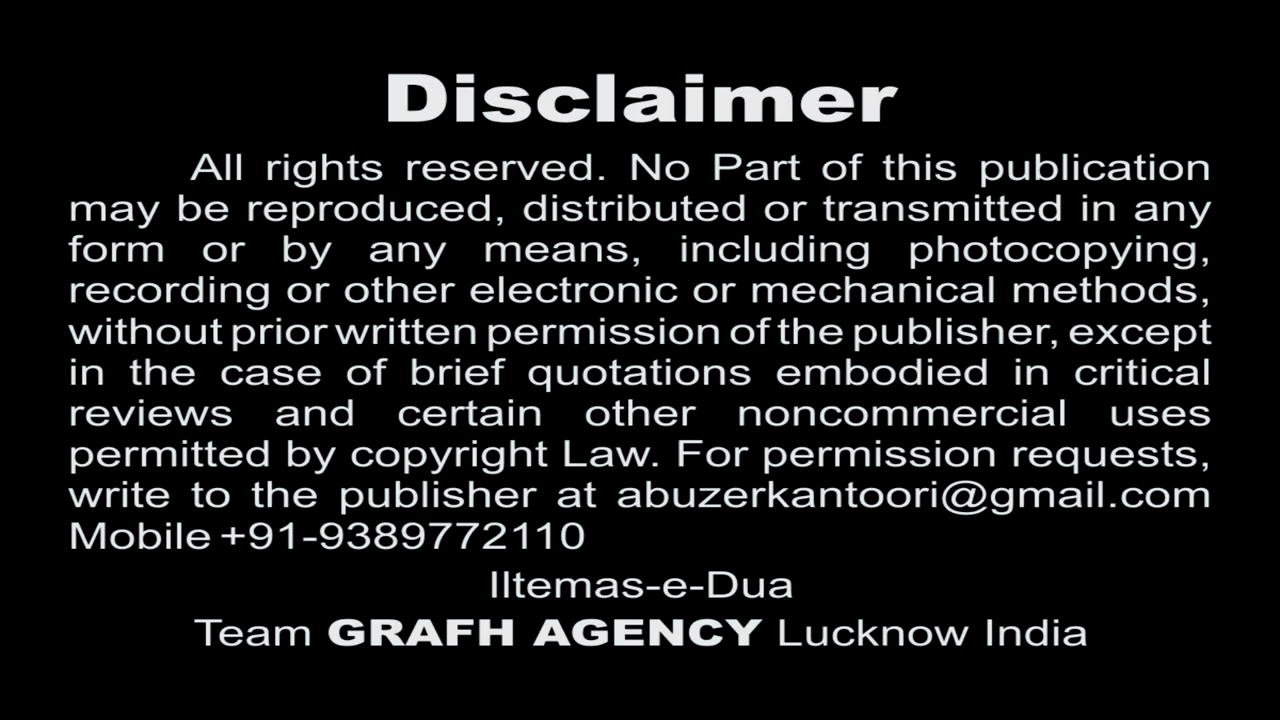 Disclaimer
All rights reserved. No Part of this publication
may be reproduced, distributed or transmitted in any
form or by any means, including photocopying,
recording or other electronic or mechanical methods,
without prior written permission of the publisher, except
in the case of brief quotations embodied in critical
reviews and certain other noncommercial uses
permitted by copyright Law. For permission requests,
write to the publisher at abuzerkantoori@gmail.com
Mobile +91-9389772110
IItemas-e-Dua
Team GRAFH AGENCY Lucknow India